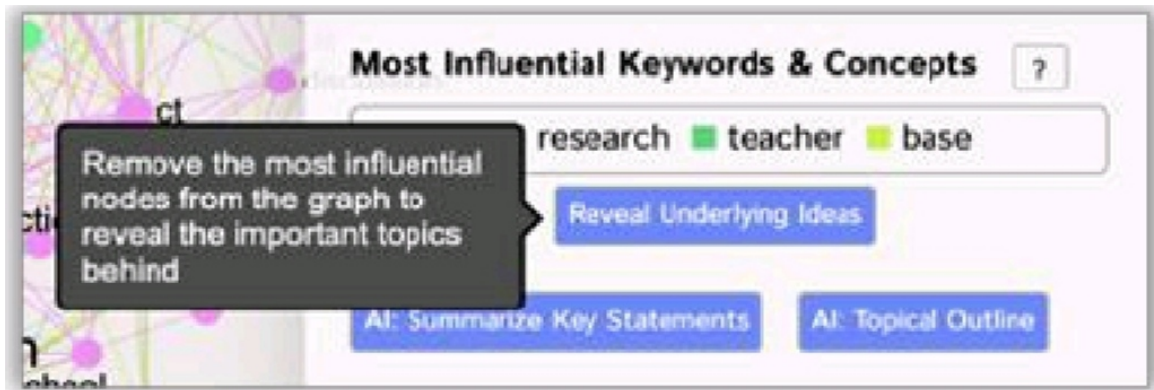 Most Influential Keywords & Concepts ?
ct
research teacher base
Remove the most influential
nodes from the graph to
reveal the important topics
behind
Reveal Underlying Ideas
AI: Summarize Key Statements AI: Topical Outline